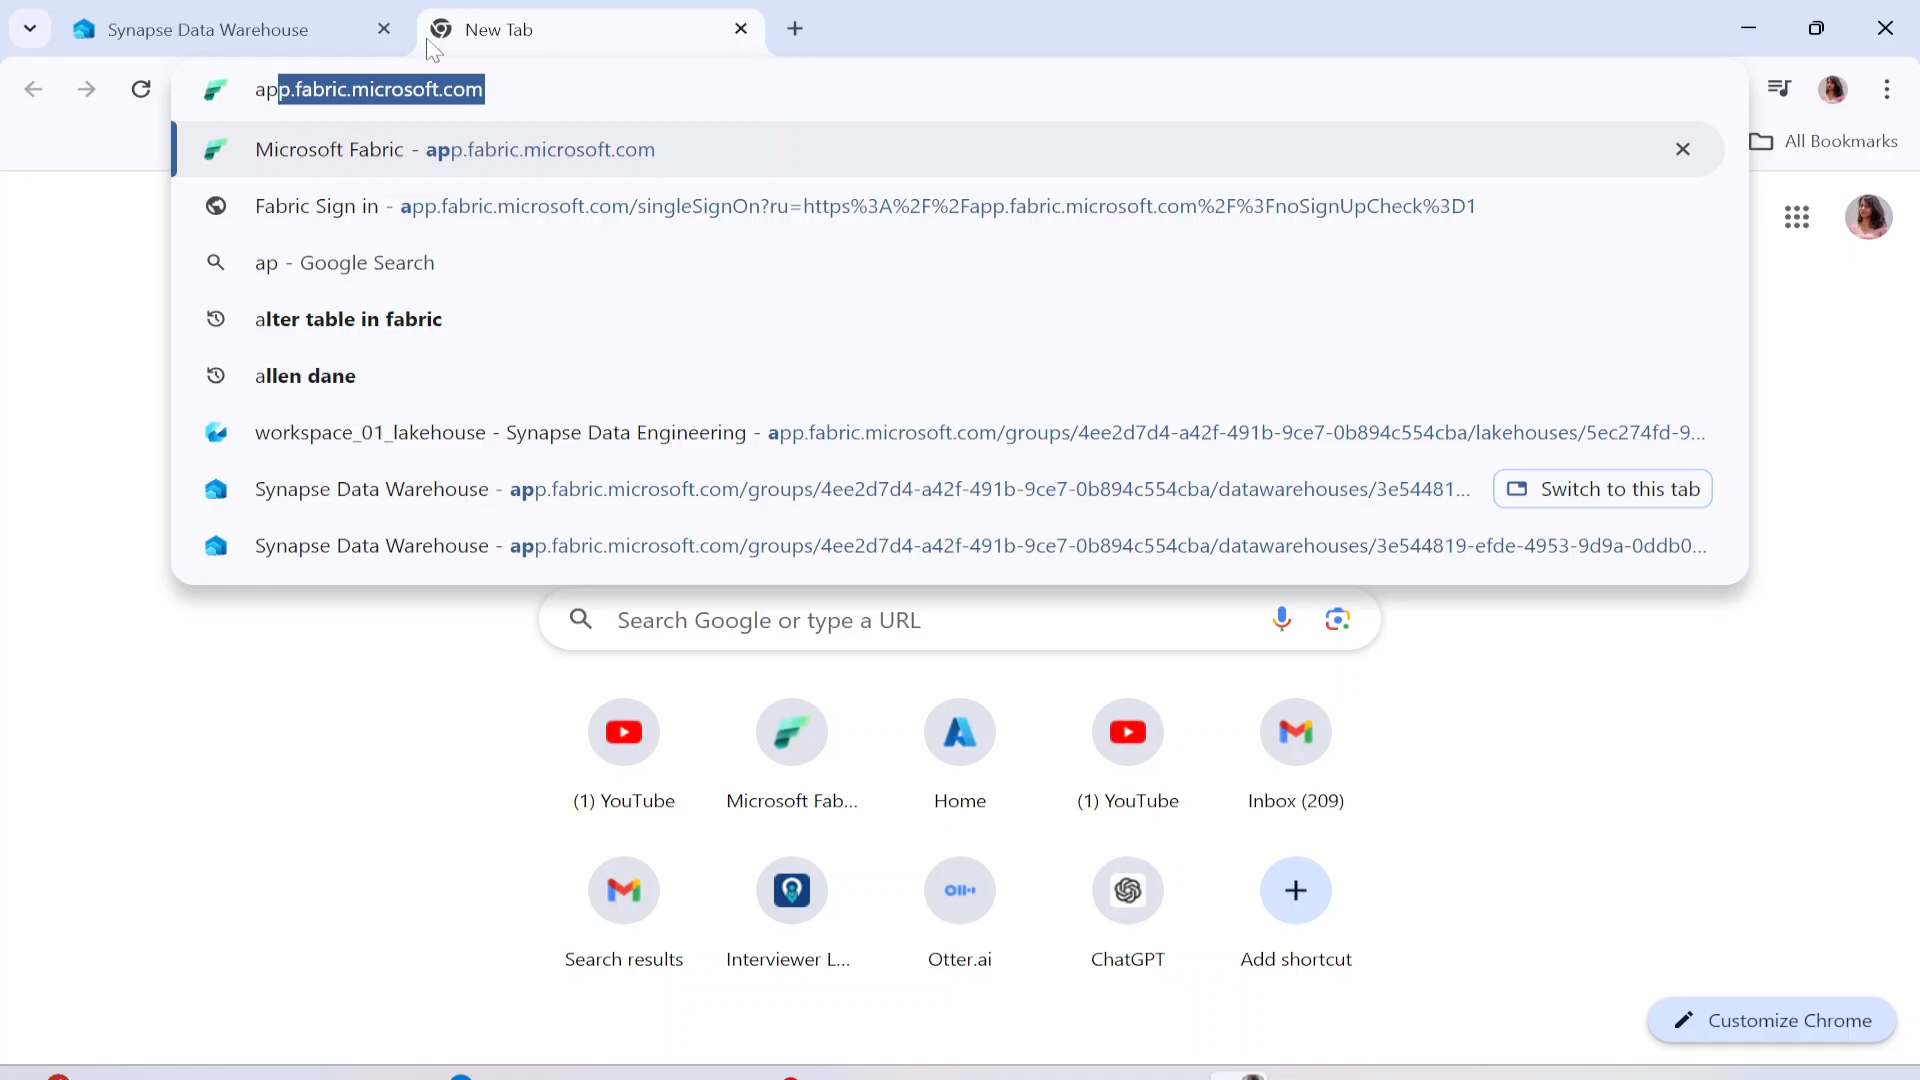 Synapse Data Warehouse
New Tab
app.fabric.microsoft.com
Microsoft Fabric - app.fabric.microsoft.com
All Bookmarks
Fabric Sign in - app.fabric.microsoft.com/singleSignOn?ru=https%3A%2F%2Fapp.fabric.microsoft.com%2F%3FnoSignUpCheck%3D1
ap - Google Search
alter table in fabric
allen dane
workspace_01_lakehouse - Synapse Data Engineering - app.fabric.microsoft.com/groups/4ee2d7d4-a42f-491b-9ce7-0b894c554cba/lakehouses/5ec274fd-9...
Synapse Data Warehouse - app.fabric.microsoft.com/groups/4ee2d7d4-a42f-491b-9ce7-0b894c554cba/datawarehouses/3e54481... Switch to this tab
Synapse Data Warehouse - app.fabric.microsoft.com/groups/4ee2d7d4-a42f-491b-9ce7-0b894c554cba/datawarehouses/3e544819-efde-4953-9d9a-0ddb0...
Search Google or type a URL
(1) YouTube
Microsoft Fab...
Home
(1) YouTube
Inbox (209)
Search results
Interviewer L...
Otter.ai
ChatGPT
Add shortcut
Customize Chrome